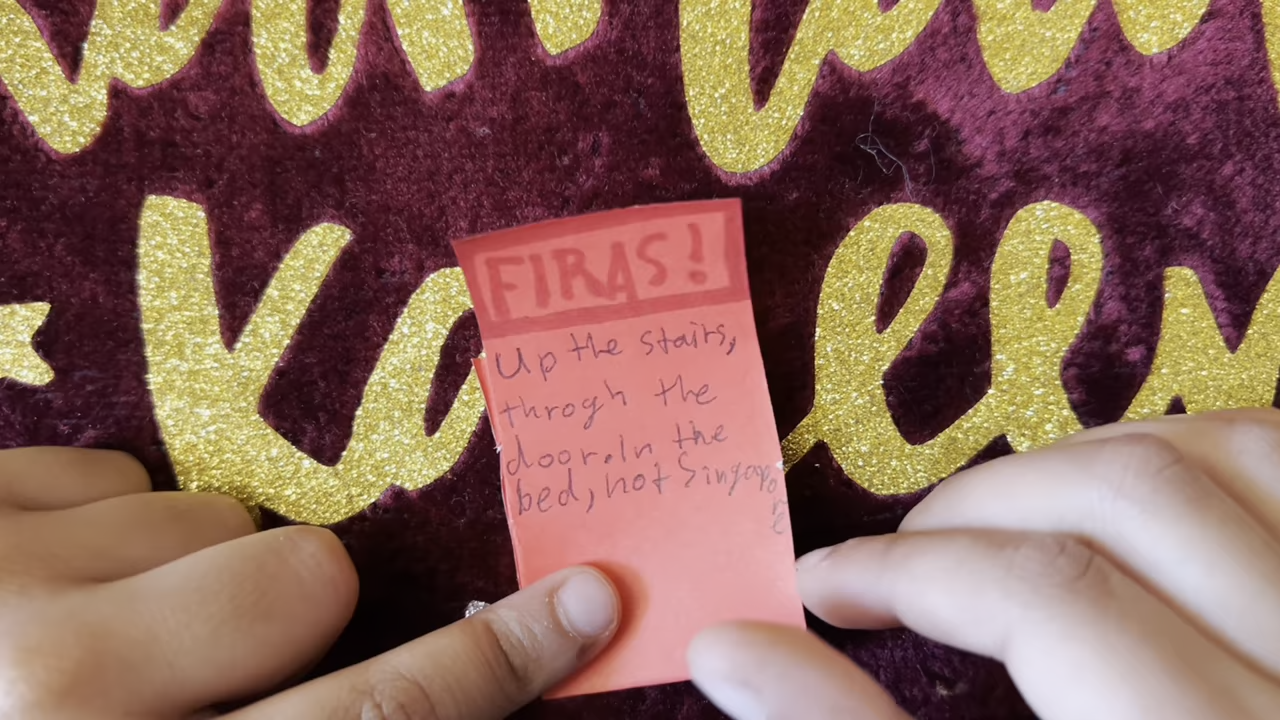 FIRAS!
Up the stairs,
throgh the
door.In the
bed, not Singapore